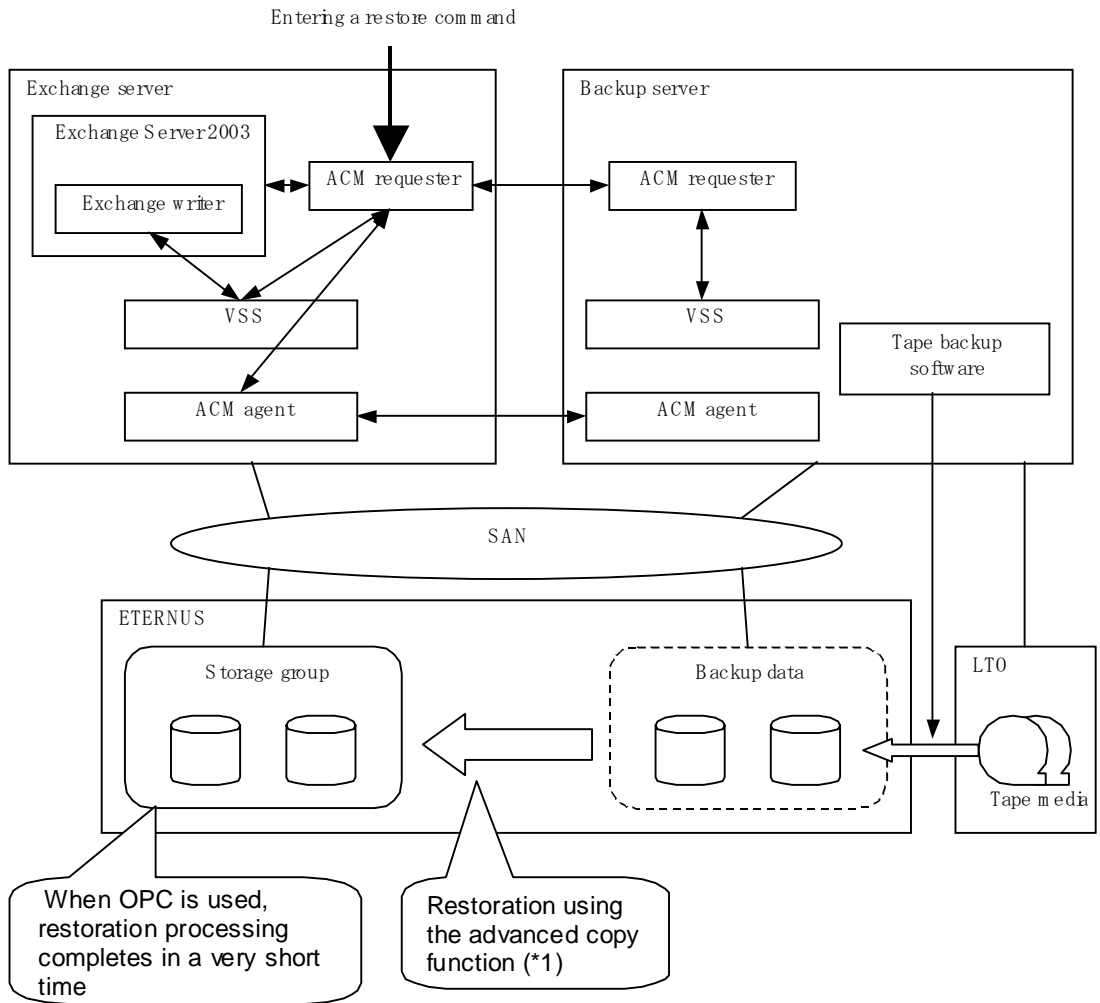 Entering a restore command
Exchange server
Backup server
Exchange Server 2003
Exchange writer
ACM requester
ACM requester
VSS
VSS
Tape backup
software
ACM agent
ACM agent
SAN
ETERNUS
Storage group
Backup data
LTO
Tape media
When OPC is used,
restoration processing
completes in a very short
time
Restoration using
the advanced copy
function (*1)